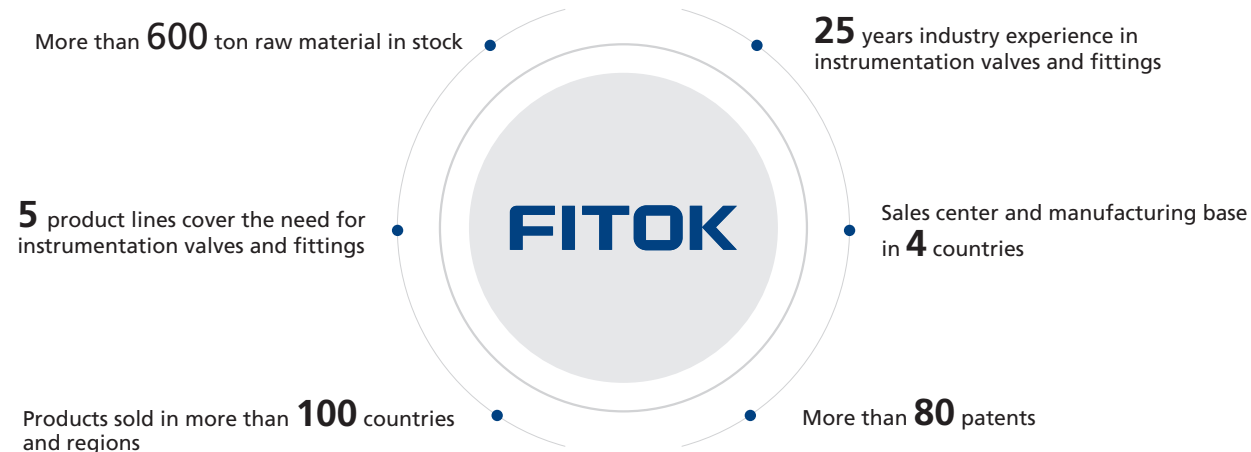 More than 600 ton raw material in stock
25 years industry experience in
instrumentation valves and fittings
5 product lines cover the need for
instrumentation valves and fittings
FITOK
Sales center and manufacturing base
in 4 countries
Products sold in more than 100 countries
and regions
More than 80 patents